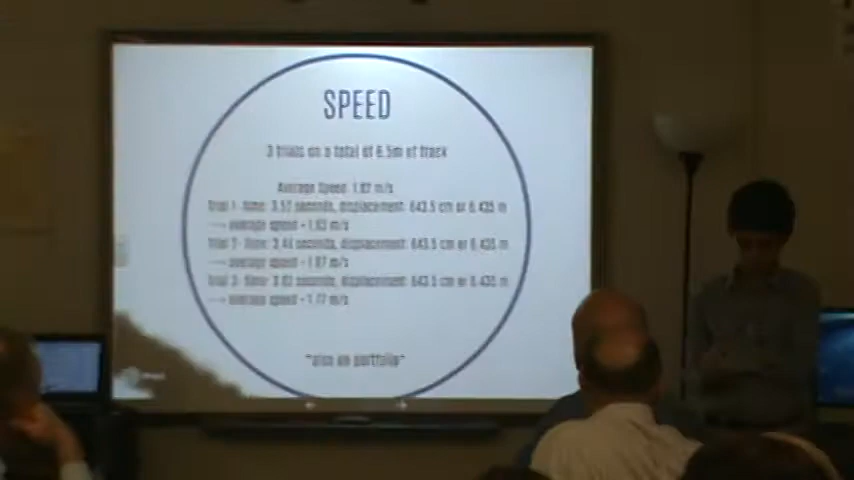 SPEED
3 trials on a total of 6.5m of track
Average Speed: 1.82 m/s
Trial 1- time: 3.52 seconds, displacement: 643.5 cm or 6.435 m
average speed = 1.83 m/s
Trial 2- time: 3.44 seconds, displacement: 643.5 cm or 6.435 m
average speed = 1.87 m/s
Trial 3- time: 3.63 seconds, displacement: 643.5 cm or 6.435 m
average speed = 1.77 m/s
*also on portfolio*